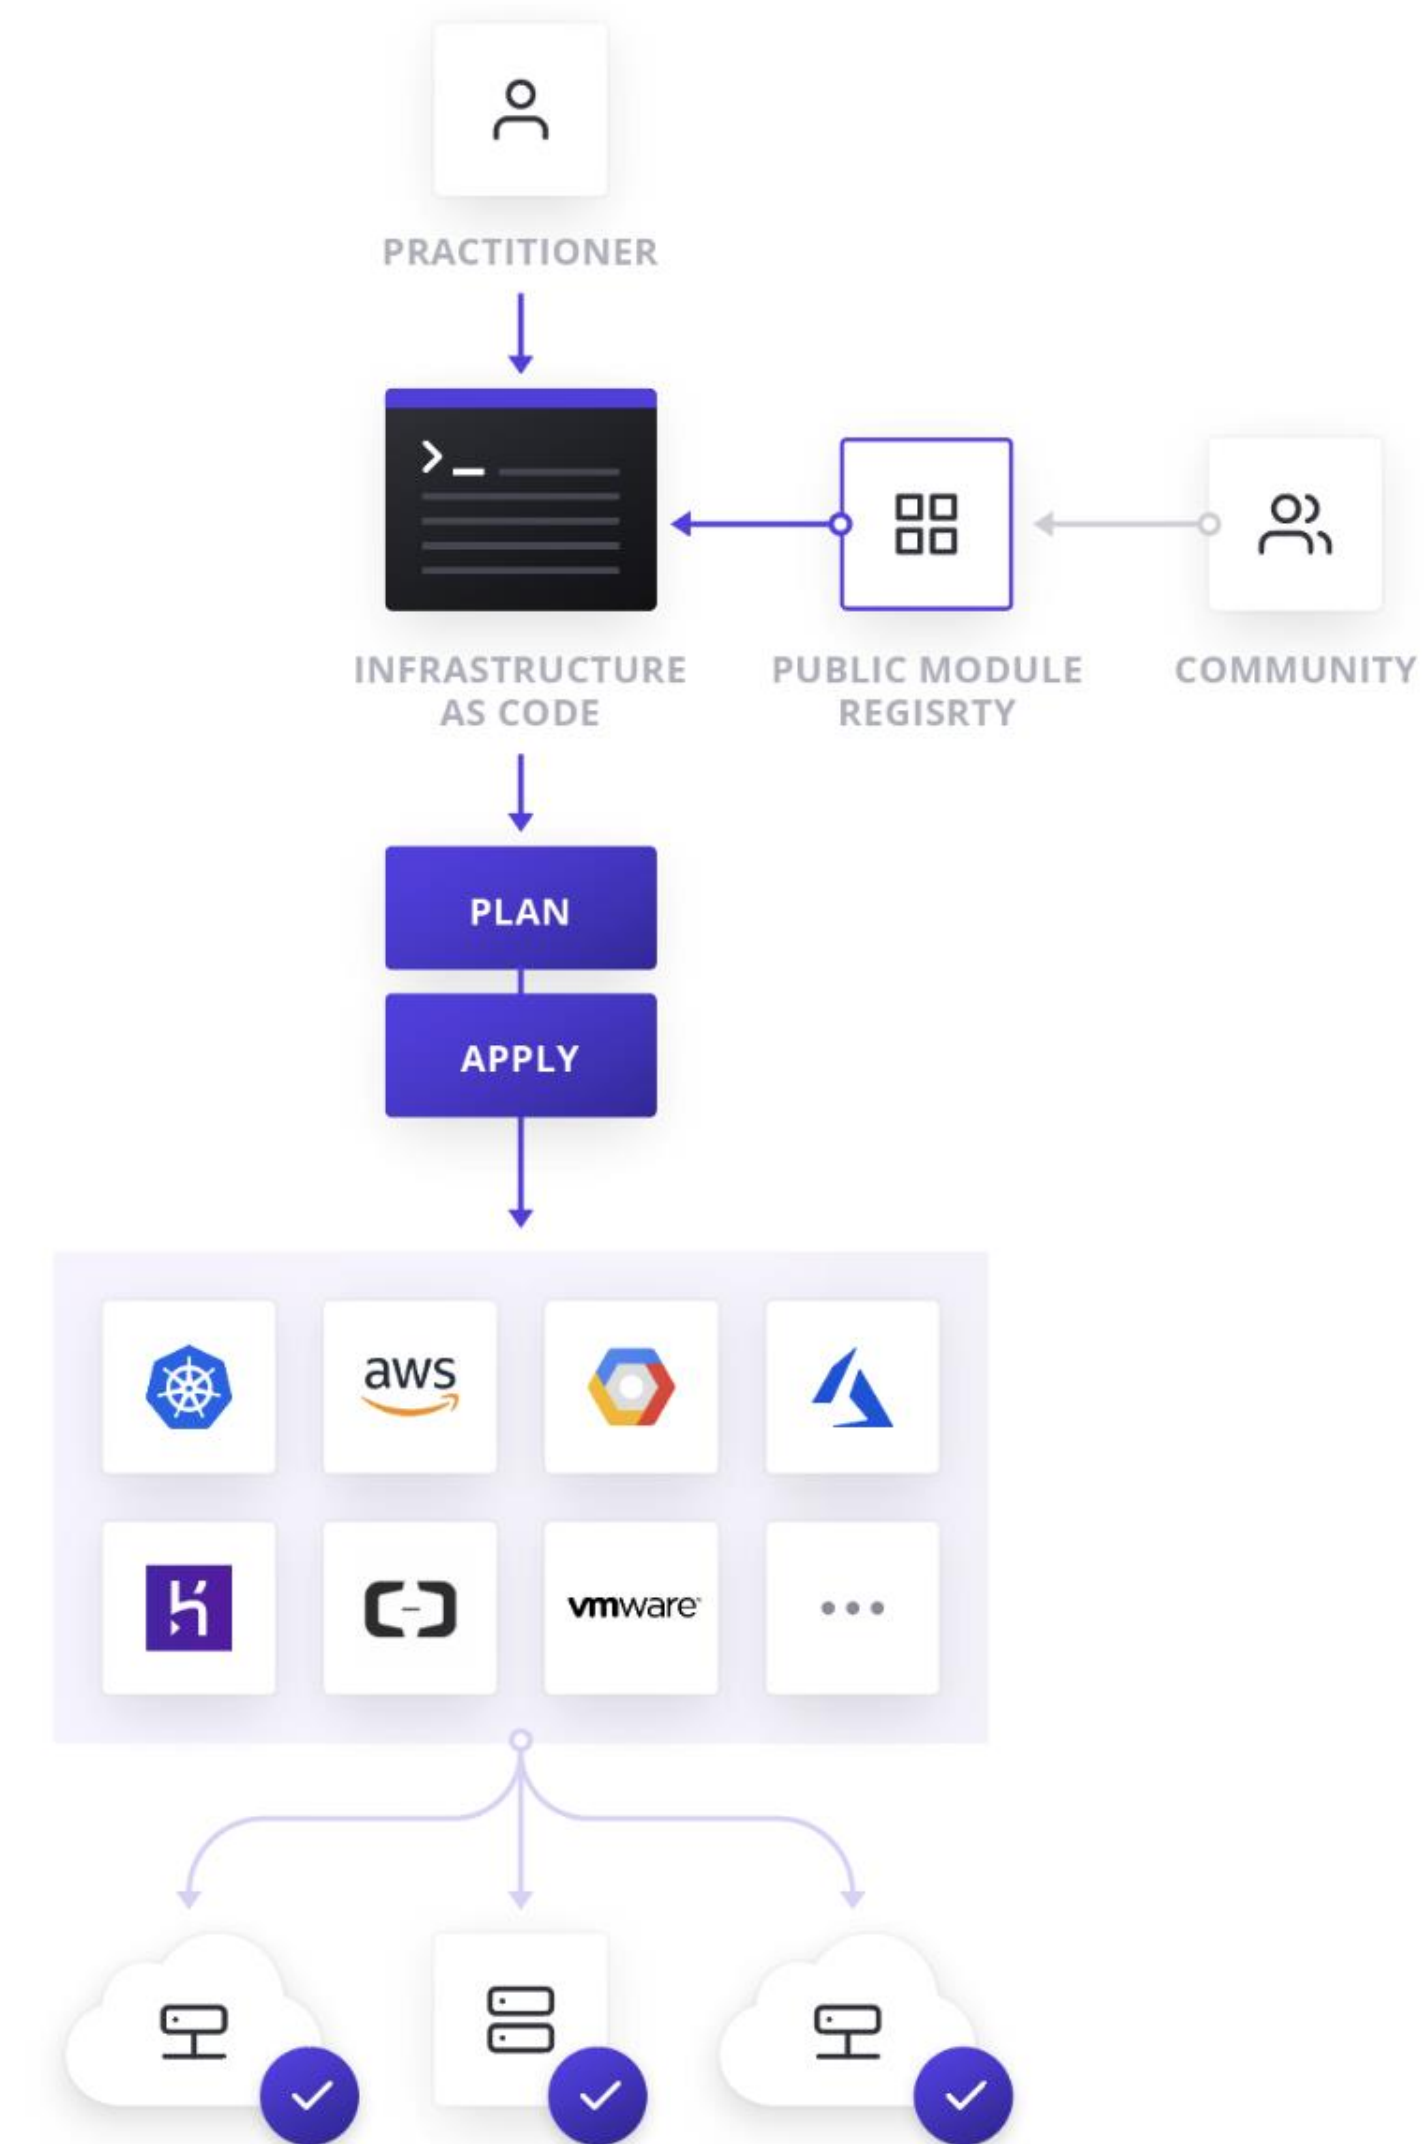 PRACTITIONER
INFRASTRUCTURE
AS CODE
PUBLIC MODULE
REGISRTY
COMMUNITY
PLAN
APPLY
aws
vmware